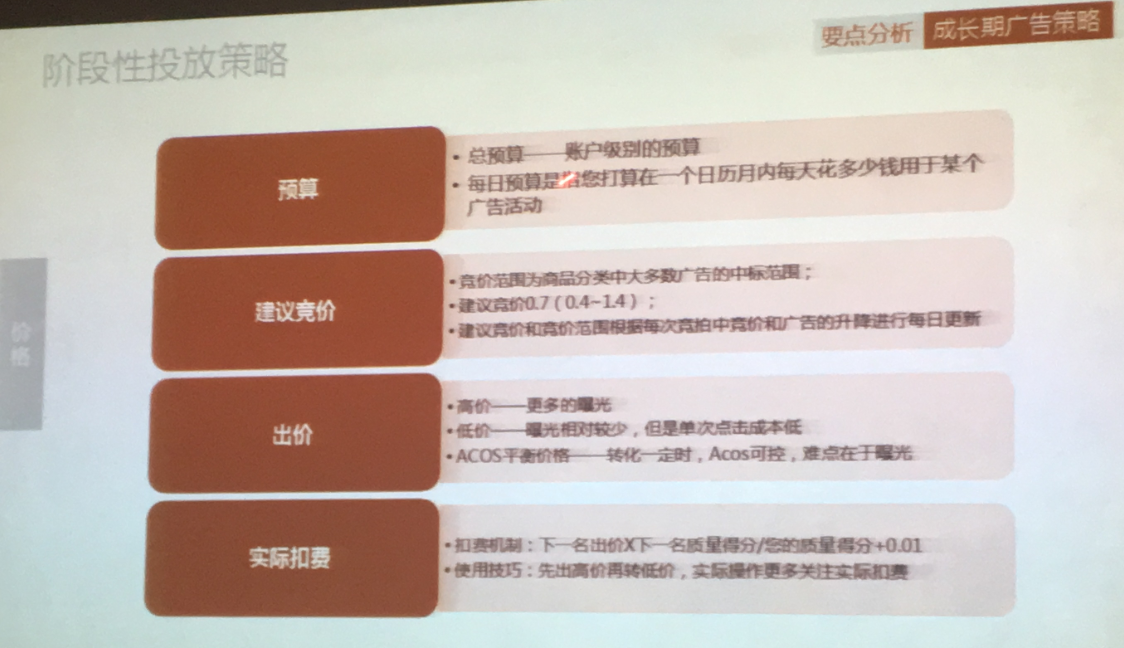 要点分析 成长期广告策略
阶段性投放策略
价格
预算
• 总预算——账户级别的预算
• 每日预算是指您打算在一个日历月内每天花多少钱用于某个
广告活动
建议竞价
• 竞价范围为商品分类中大多数广告的中标范围；
• 建议竞价0.7（0.4~1.4）；
• 建议竞价和竞价范围根据每次竞拍中竞价和广告的升降进行每日更新
出价
• 高价——更多的曝光
• 低价——曝光相对较少，但是单次点击成本低
• ACOS平衡价格——转化一定时，Acos可控，难点在于曝光
实际扣费
• 扣费机制：下一名出价X下一名质量得分/您的质量得分+0.01
• 使用技巧：先出高价再转低价，实际操作更多关注实际扣费